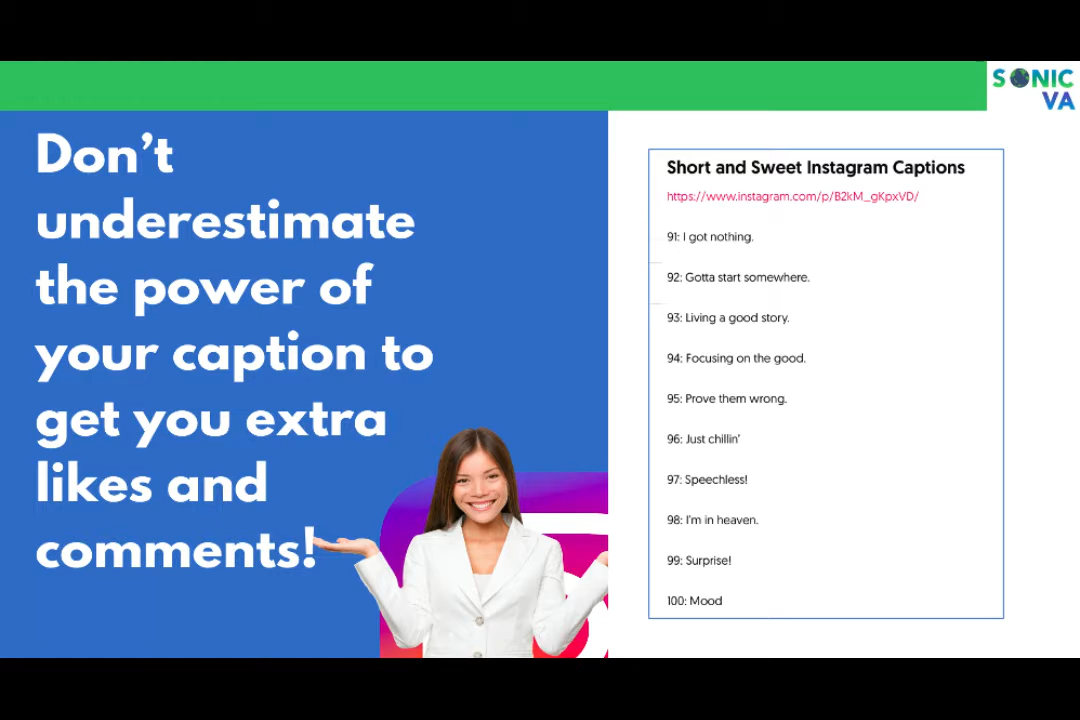 SONIC
VA
Don't
underestimate
the power of
your caption to
get you extra
likes and
comments!
Short and Sweet Instagram Captions
https://www.instagram.com/p/B2kM_gKpxVD/
91: I got nothing.
92: Gotta start somewhere.
93: Living a good story.
94: Focusing on the good.
95: Prove them wrong.
96: Just chillin'
97: Speechless!
98: I'm in heaven.
99: Surprise!
100: Mood